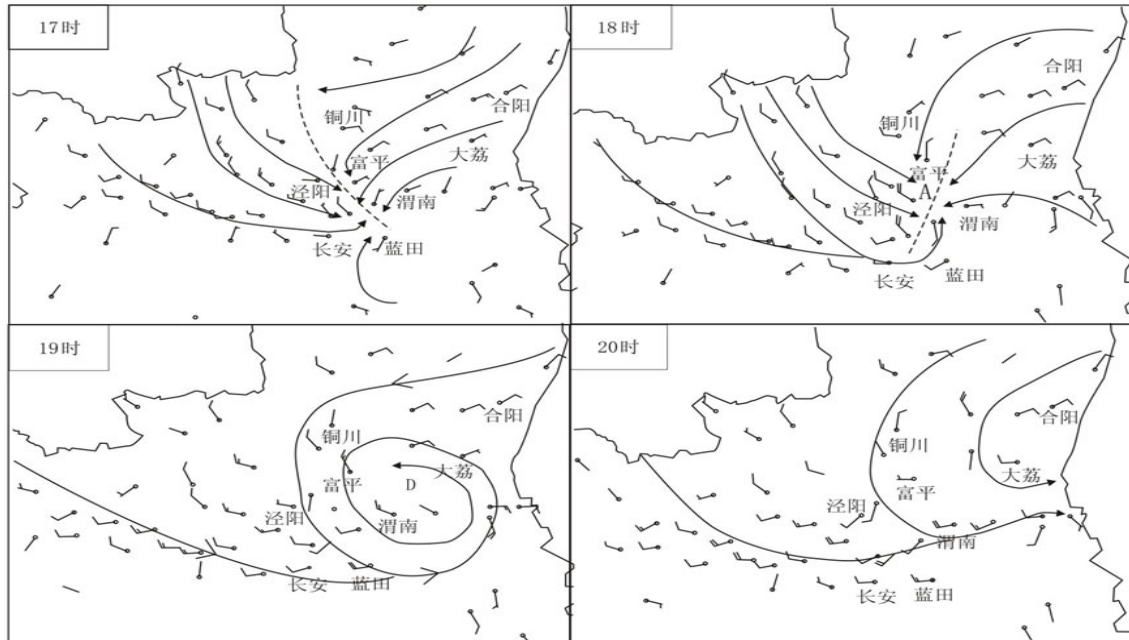 17时
铜川
合阳
富平
大荔
泾阳
渭南
长安
蓝田
18时
合阳
铜川
大荔
富平
A
泾阳
渭南
长安
蓝田
19时
合阳
铜川
大荔
富平
D
泾阳
渭南
长安
蓝田
20时
合阳
铜川
大荔
富平
泾阳
渭南
长安
蓝田